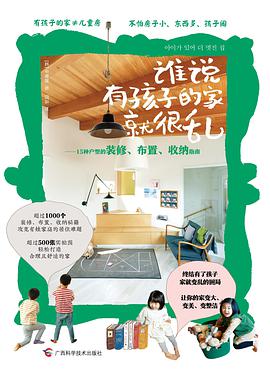 有孩子的家≠儿童房
不怕房子小、东西多、孩子闹
아이가 있어 더 멋진 집
谁说
有孩子的家
就很乱
——15种户型的装修、布置、收纳指南
超过1000个
装修、布置、收纳秘籍
攻克有娃家庭的居住难题
超过500张实拍图
轻松打造
合理且舒适的家
终结有了孩子
家就变乱的困局
让你的家变大、
变美、变整洁
广西科学技术出版社